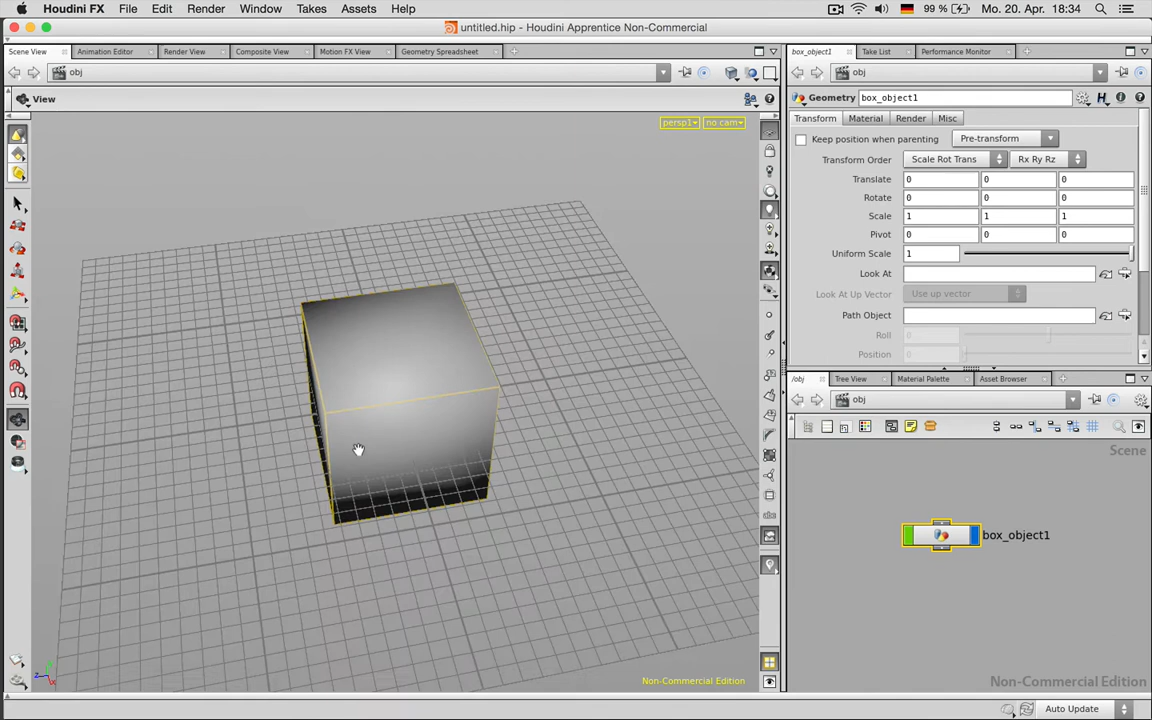 Houdini FX File Edit Render Window Takes Assets Help 99 % Mo. 20. Apr. 18:34
untitled.hip - Houdini Apprentice Non-Commercial
Scene View Animation Editor Render View Composite View Motion FX View Geometry Spreadsheet
obj
View
persp1 no cam
Non-Commercial Edition
box_object1 Take List Performance Monitor
obj
Geometry box_object1
Transform Material Render Misc
Keep position when parenting Pre-transform
Transform Order Scale Rot Trans Rx Ry Rz
Translate 0 0 0
Rotate 0 0 0
Scale 1 1 1
Pivot 0 0 0
Uniform Scale 1
Look At
Look At Up Vector Use up vector
Path Object
Roll 0
Position 0
/obj Tree View Material Palette Asset Browser
obj
Scene
box_object1
Non-Commercial Edition
Auto Update